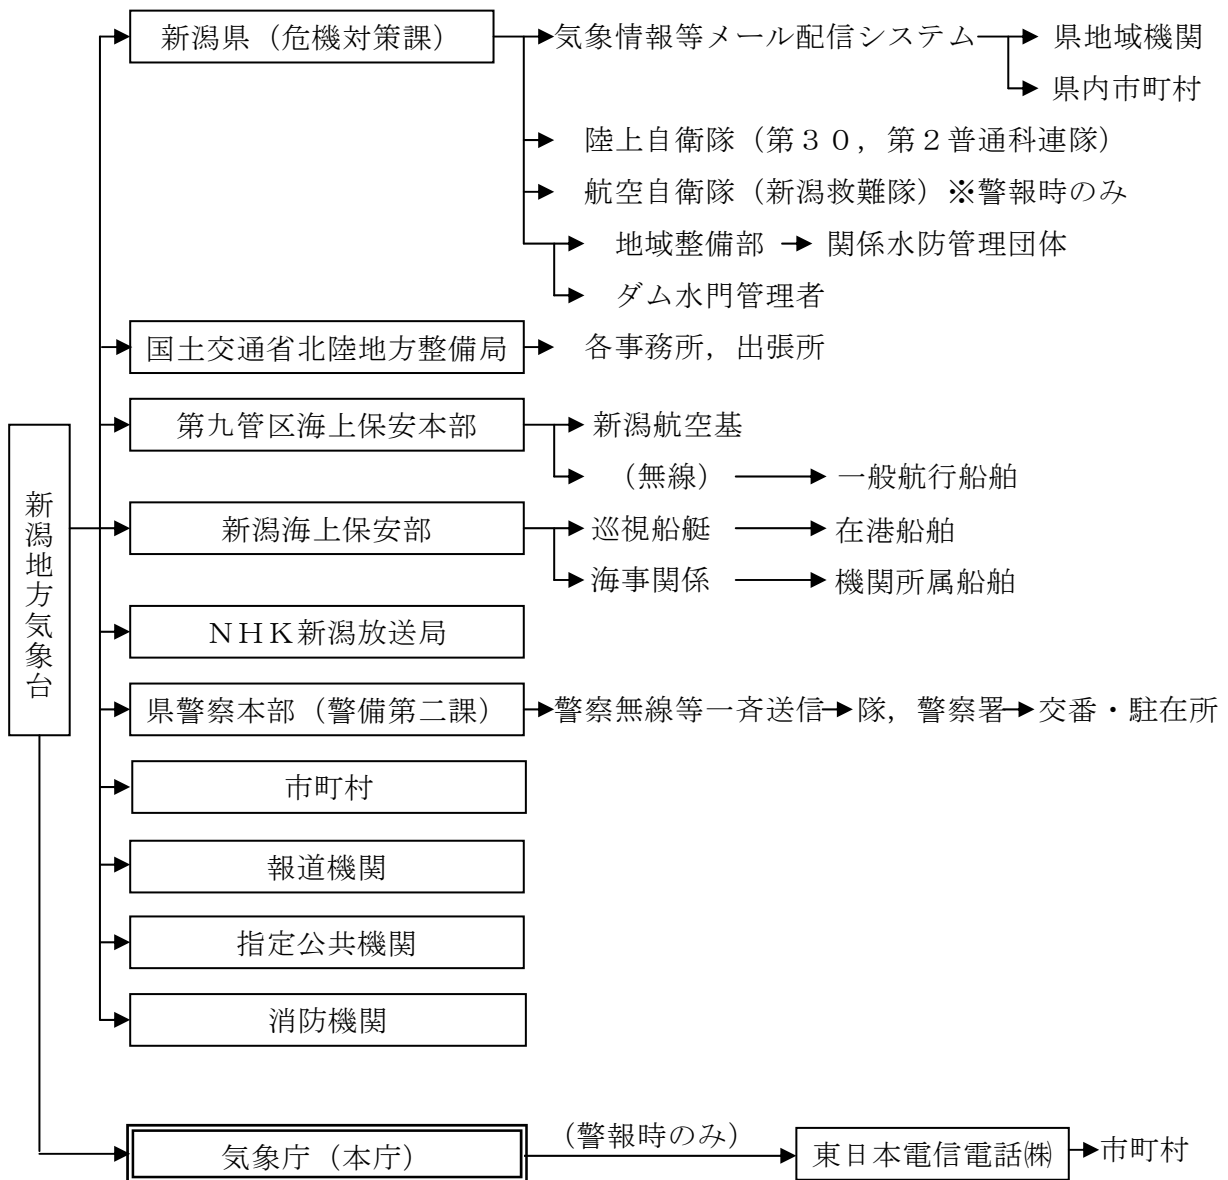 新潟県（危機対策課）
気象情報等メール配信システム
県地域機関
県内市町村
陸上自衛隊（第３０，第２普通科連隊）
航空自衛隊（新潟救難隊）※警報時のみ
地域整備部
関係水防管理団体
ダム水門管理者
国土交通省北陸地方整備局
各事務所，出張所
第九管区海上保安本部
新潟航空基
（無線）
一般航行船舶
新潟地方気象台
新潟海上保安部
巡視船艇
在港船舶
海事関係
機関所属船舶
ＮＨＫ新潟放送局
県警察本部（警備第二課）
警察無線等一斉送信
隊，警察署
交番・駐在所
市町村
報道機関
指定公共機関
消防機関
気象庁（本庁）
（警報時のみ）
東日本電信電話㈱
市町村